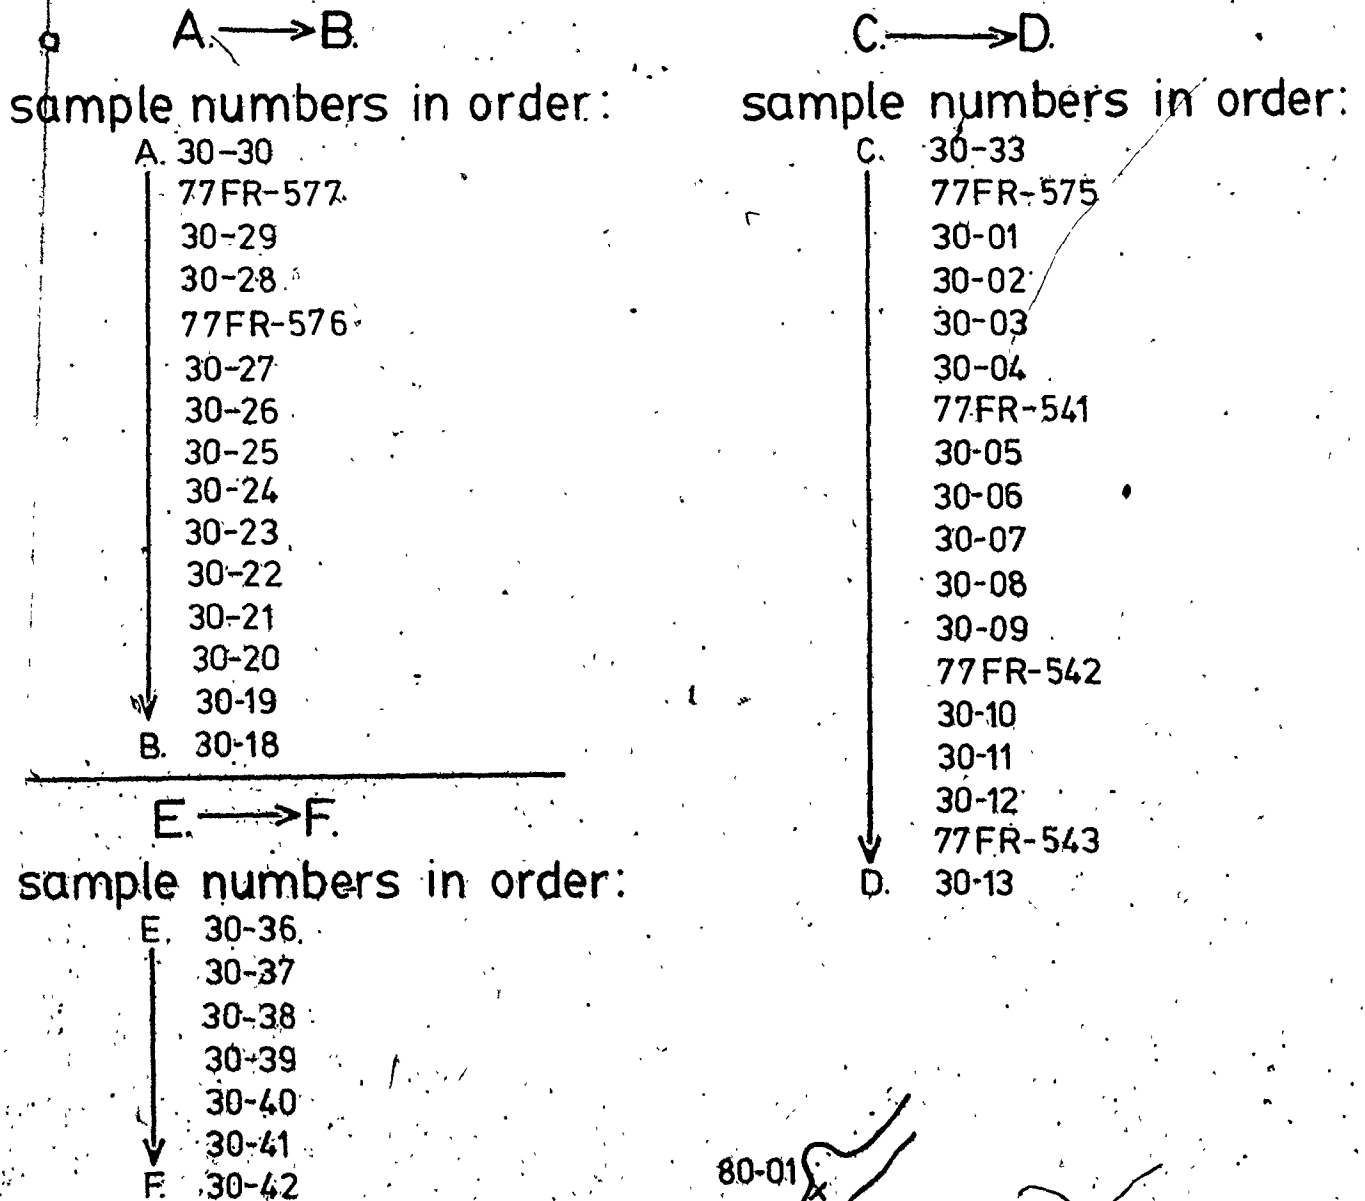 A. → B.
sample numbers in order:
A. 30-30
77FR-577
30-29
30-28
77FR-576
30-27
30-26
30-25
30-24
30-23
30-22
30-21
30-20
30-19
B. 30-18
E. → F.
sample numbers in order:
E. 30-36
30-37
30-38
30-39
30-40
30-41
F. 30-42
C. → D.
sample numbers in order:
C. 30-33
77FR-575
30-01
30-02
30-03
30-04
77FR-541
30-05
30-06
30-07
30-08
30-09
77FR-542
30-10
30-11
30-12
77FR-543
D. 30-13
80-01